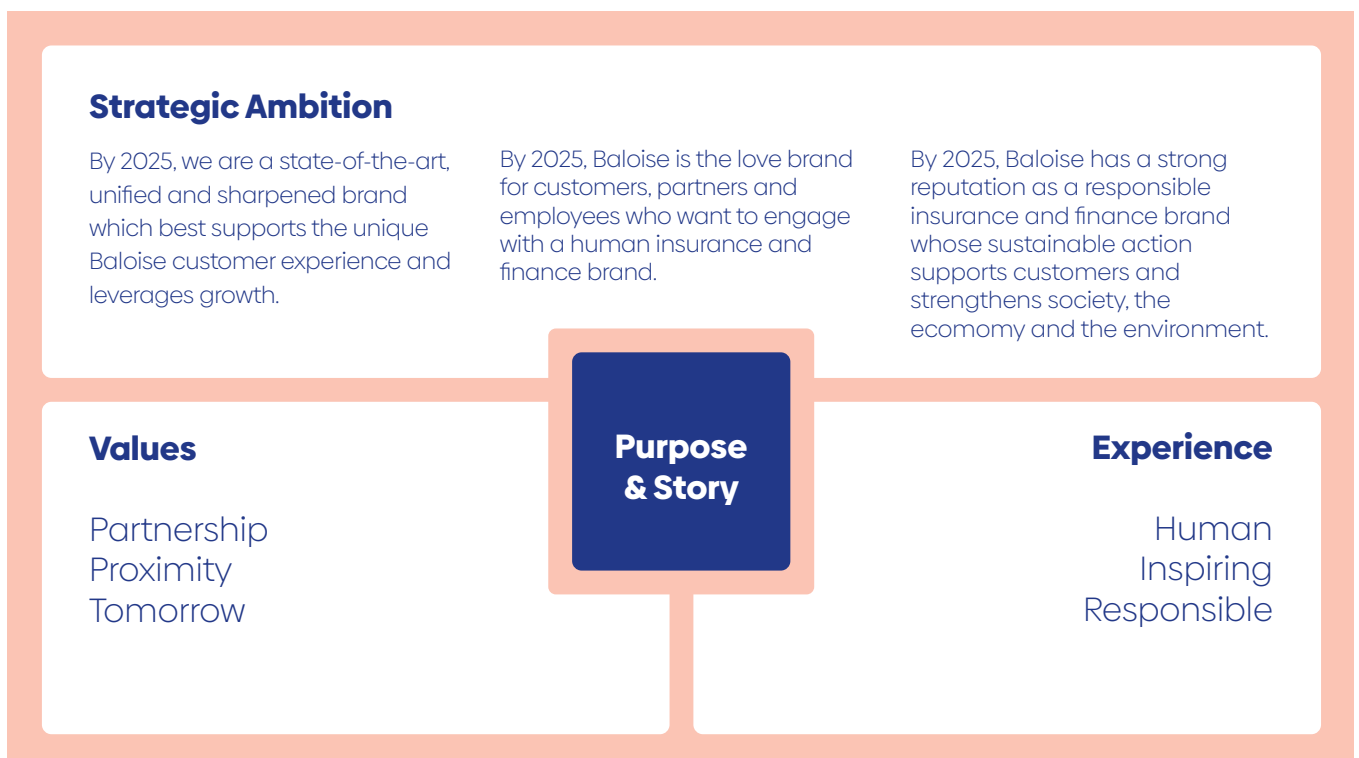 Strategic Ambition
By 2025, we are a state-of-the-art,
unified and sharpened brand
which best supports the unique
Baloise customer experience and
leverages growth.
By 2025, Baloise is the love brand
for customers, partners and
employees who want to engage
with a human insurance and
finance brand.
By 2025, Baloise has a strong
reputation as a responsible
insurance and finance brand
whose sustainable action
supports customers and
strengthens society, the
ecomomy and the environment.
Purpose
& Story
Values
Partnership
Proximity
Tomorrow
Experience
Human
Inspiring
Responsible